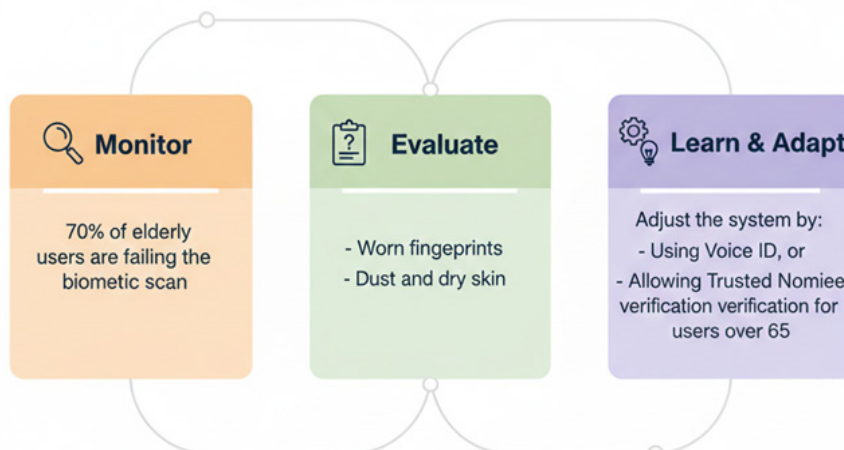 Monitor
70% of elderly
users are failing the
biometic scan
?
Evaluate
- Worn fingeprints
- Dust and dry skin
Learn & Adapt
Adjust the system by:
- Using Voice ID, or
- Allowing Trusted Nomiee
verification verification for
users over 65